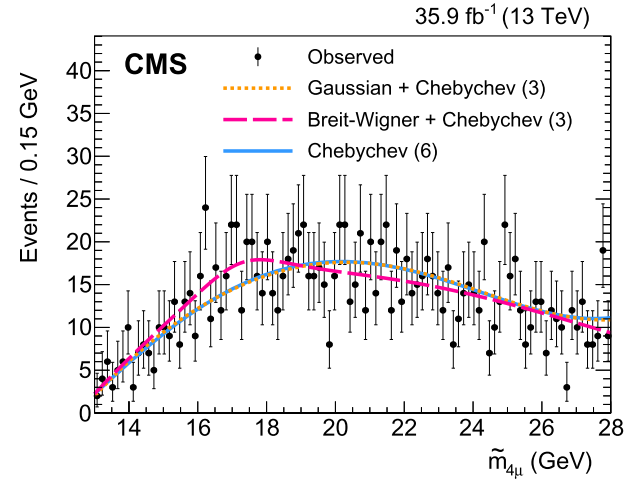 35.9 fb⁻¹ (13 TeV)
CMS
Observed
Gaussian + Chebychev (3)
Breit-Wigner + Chebychev (3)
Chebychev (6)
Events / 0.15 GeV
40
35
30
25
20
15
10
5
0
14 16 18 20 22 24 26 28
m̃4μ (GeV)